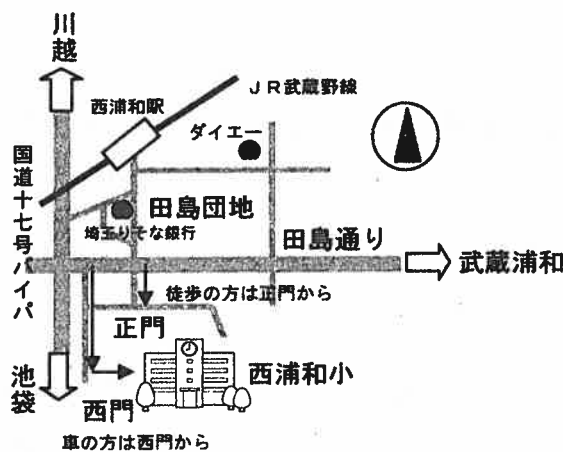 川越
JR武蔵野線
西浦和駅
ダイエー
国道十七号バイパ
田島団地
埼玉りそな銀行
田島通り
武蔵浦和
徒歩の方は正門から
正門
池袋
西浦和小
西門
車の方は西門から